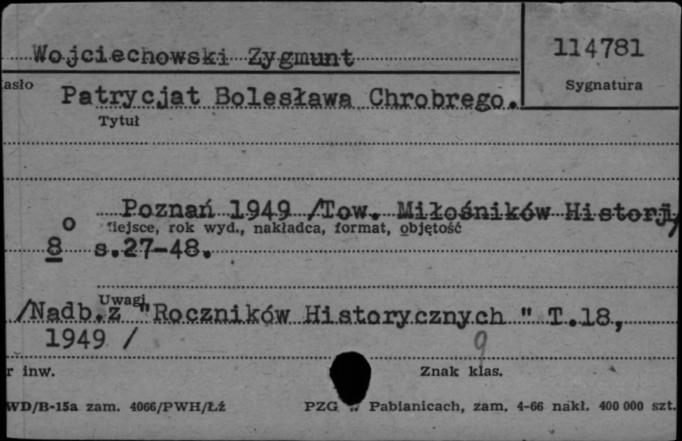 Wojciechowski Zygmunt
114781
asło
Sygnatura
Patrycjat Bolesława Chrobrego.
Tytuł
Poznań 1949 /Tow. Miłośników Historji/
iejsce, rok wyd., nakładca, format, objętość
8° s.27-48.
Uwagi
/Nadb.z "Roczników Historycznych " T.18,
1949 /
9
r inw.
Znak klas.
WD/B-15a zam. 4066/PWH/Łź
PZG w Pabianicach, zam. 4-66 nakł. 400 000 szt.